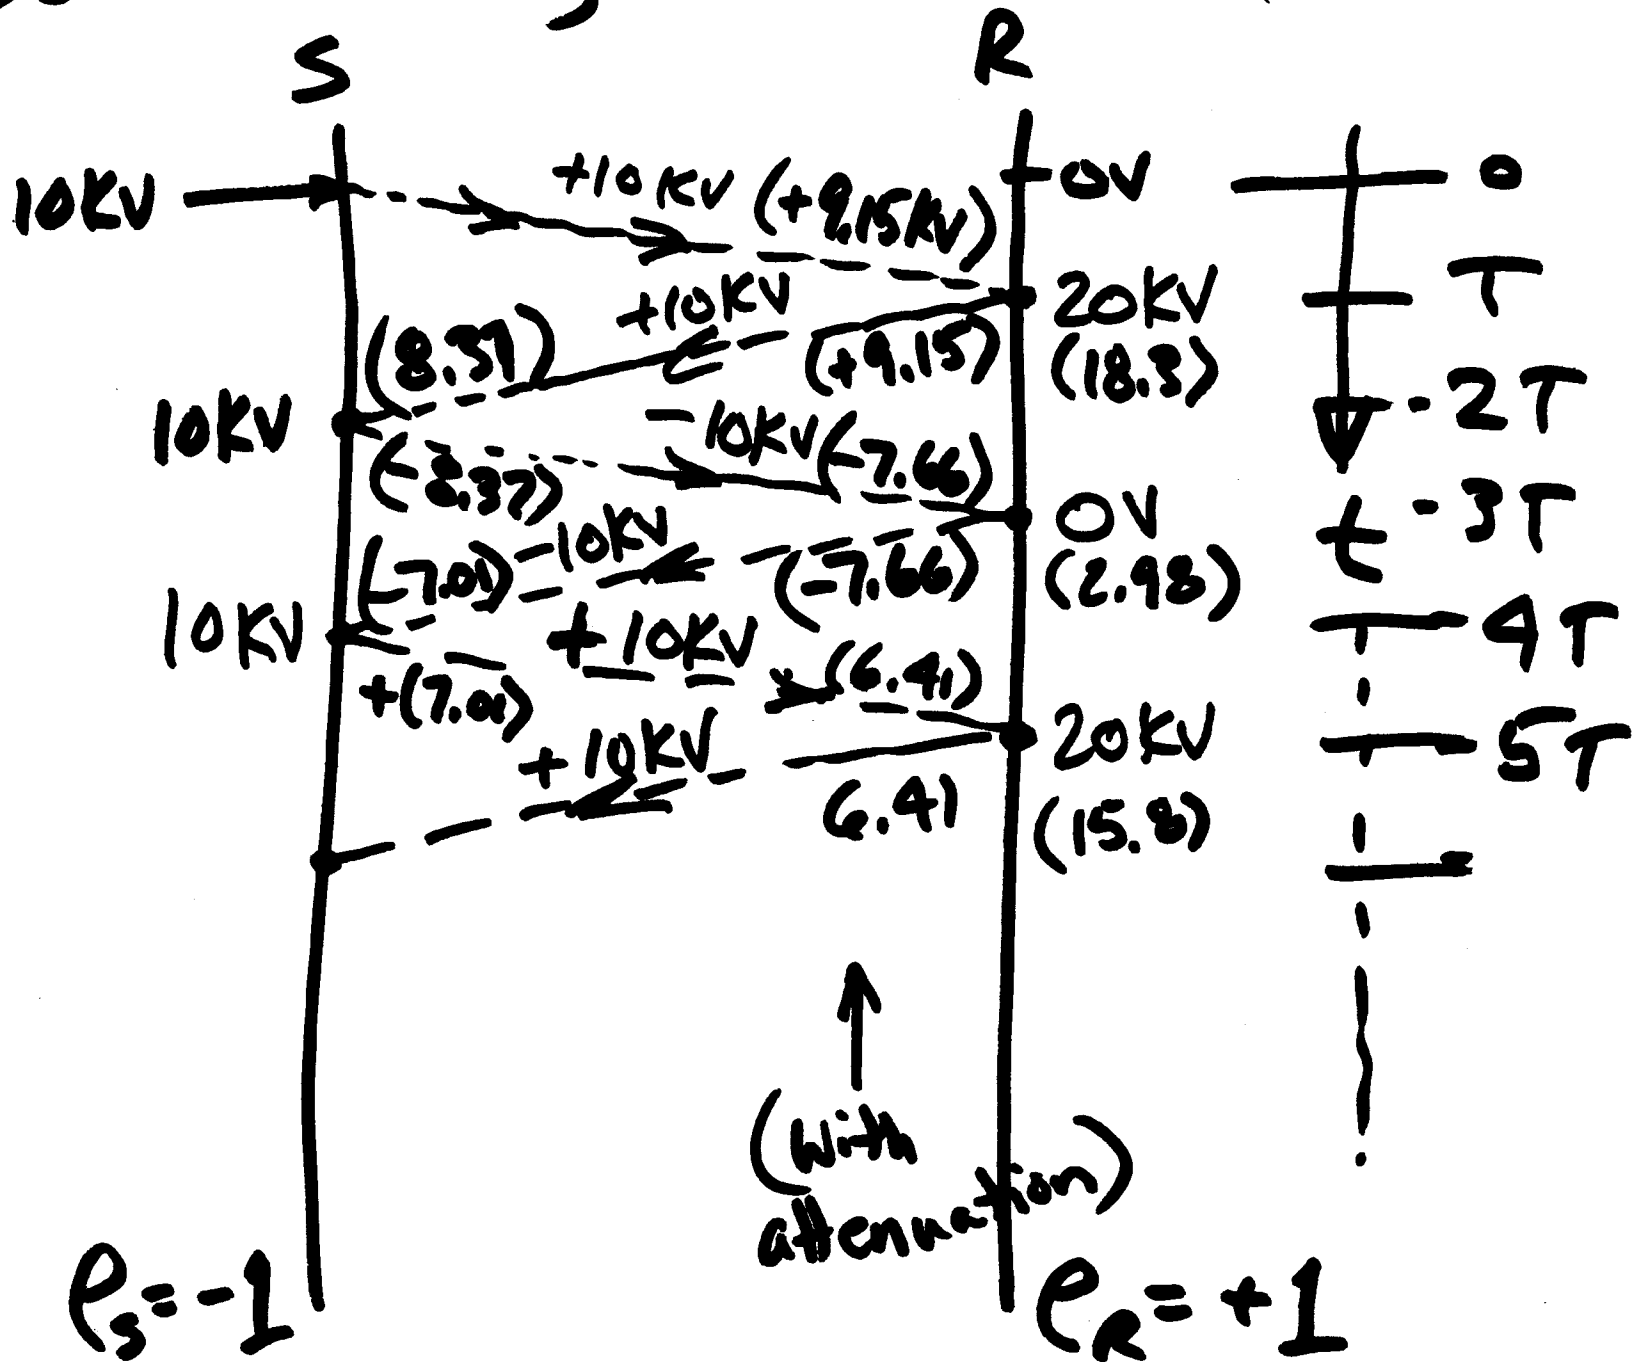 S R
10KV +10KV (+9.15KV) 0V 0
+10KV 20KV T
(8.37) (+9.15) (18.3)
10KV -10KV (-7.66) -2T
(-8.37) 0V -3T
(-7.01) -10KV (-7.66) (2.98) t
10KV +10KV 4T
+(7.01) (6.41)
+10KV 20KV 5T
6.41 (15.8)
(with
attenuation)
ρS=-1 ρR=+1